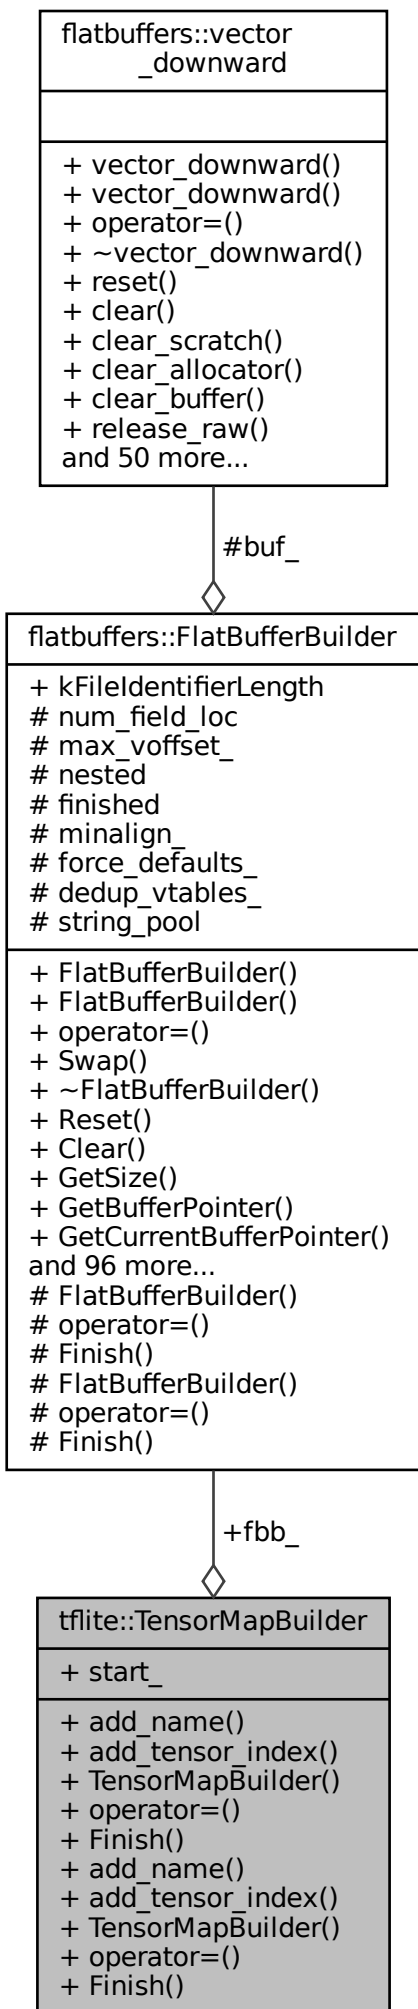 flatbuffers::vector
_downward
+ vector_downward()
+ vector_downward()
+ operator=()
+ ~vector_downward()
+ reset()
+ clear()
+ clear_scratch()
+ clear_allocator()
+ clear_buffer()
+ release_raw()
and 50 more...
#buf_
flatbuffers::FlatBufferBuilder
+ kFileIdentifierLength
# num_field_loc
# max_voffset_
# nested
# finished
# minalign_
# force_defaults_
# dedup_vtables_
# string_pool
+ FlatBufferBuilder()
+ FlatBufferBuilder()
+ operator=()
+ Swap()
+ ~FlatBufferBuilder()
+ Reset()
+ Clear()
+ GetSize()
+ GetBufferPointer()
+ GetCurrentBufferPointer()
and 96 more...
# FlatBufferBuilder()
# operator=()
# Finish()
# FlatBufferBuilder()
# operator=()
# Finish()
+fbb_
tflite::TensorMapBuilder
+ start_
+ add_name()
+ add_tensor_index()
+ TensorMapBuilder()
+ operator=()
+ Finish()
+ add_name()
+ add_tensor_index()
+ TensorMapBuilder()
+ operator=()
+ Finish()